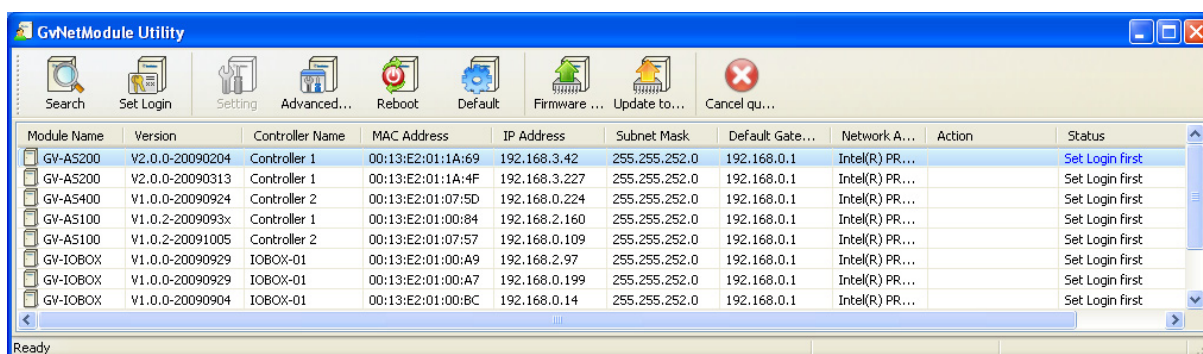 GvNetModule Utility
Search Set Login Setting Advanced... Reboot Default Firmware ... Update to... Cancel qu...
Module Name Version Controller Name MAC Address IP Address Subnet Mask Default Gate... Network A... Action Status
GV-AS200 V2.0.0-20090204 Controller 1 00:13:E2:01:1A:69 192.168.3.42 255.255.252.0 192.168.0.1 Intel(R) PR... Set Login first
GV-AS200 V2.0.0-20090313 Controller 1 00:13:E2:01:1A:4F 192.168.3.227 255.255.252.0 192.168.0.1 Intel(R) PR... Set Login first
GV-AS400 V1.0.0-20090924 Controller 2 00:13:E2:01:07:5D 192.168.0.224 255.255.252.0 192.168.0.1 Intel(R) PR... Set Login first
GV-AS100 V1.0.2-2009093x Controller 1 00:13:E2:01:00:84 192.168.2.160 255.255.252.0 192.168.0.1 Intel(R) PR... Set Login first
GV-AS100 V1.0.2-20091005 Controller 2 00:13:E2:01:07:57 192.168.0.109 255.255.252.0 192.168.0.1 Intel(R) PR... Set Login first
GV-IOBOX V1.0.0-20090929 IOBOX-01 00:13:E2:01:00:A9 192.168.2.97 255.255.252.0 192.168.0.1 Intel(R) PR... Set Login first
GV-IOBOX V1.0.0-20090929 IOBOX-01 00:13:E2:01:00:A7 192.168.0.199 255.255.252.0 192.168.0.1 Intel(R) PR... Set Login first
GV-IOBOX V1.0.0-20090904 IOBOX-01 00:13:E2:01:00:BC 192.168.0.14 255.255.252.0 192.168.0.1 Intel(R) PR... Set Login first
Ready